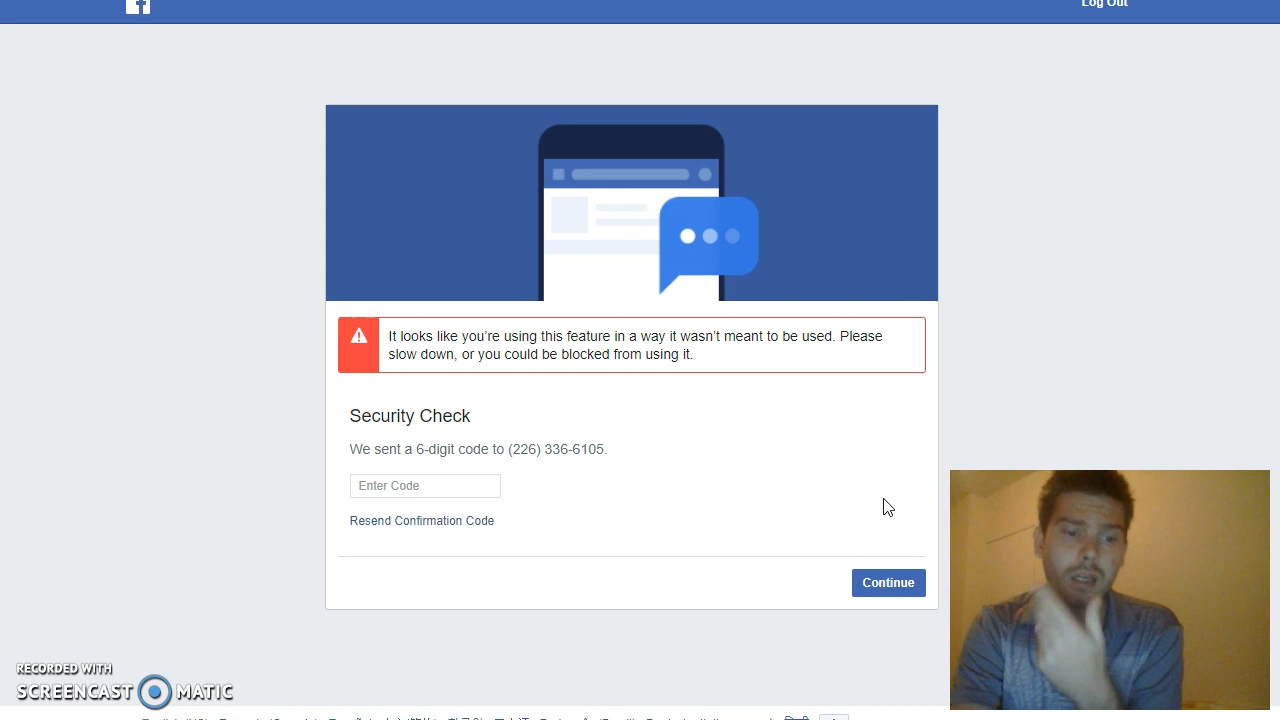 Log Out
It looks like you're using this feature in a way it wasn't meant to be used. Please
slow down, or you could be blocked from using it.
Security Check
We sent a 6-digit code to (226) 336-6105.
Enter Code
Resend Confirmation Code
Continue
RECORDED WITH
SCREENCAST MATIC